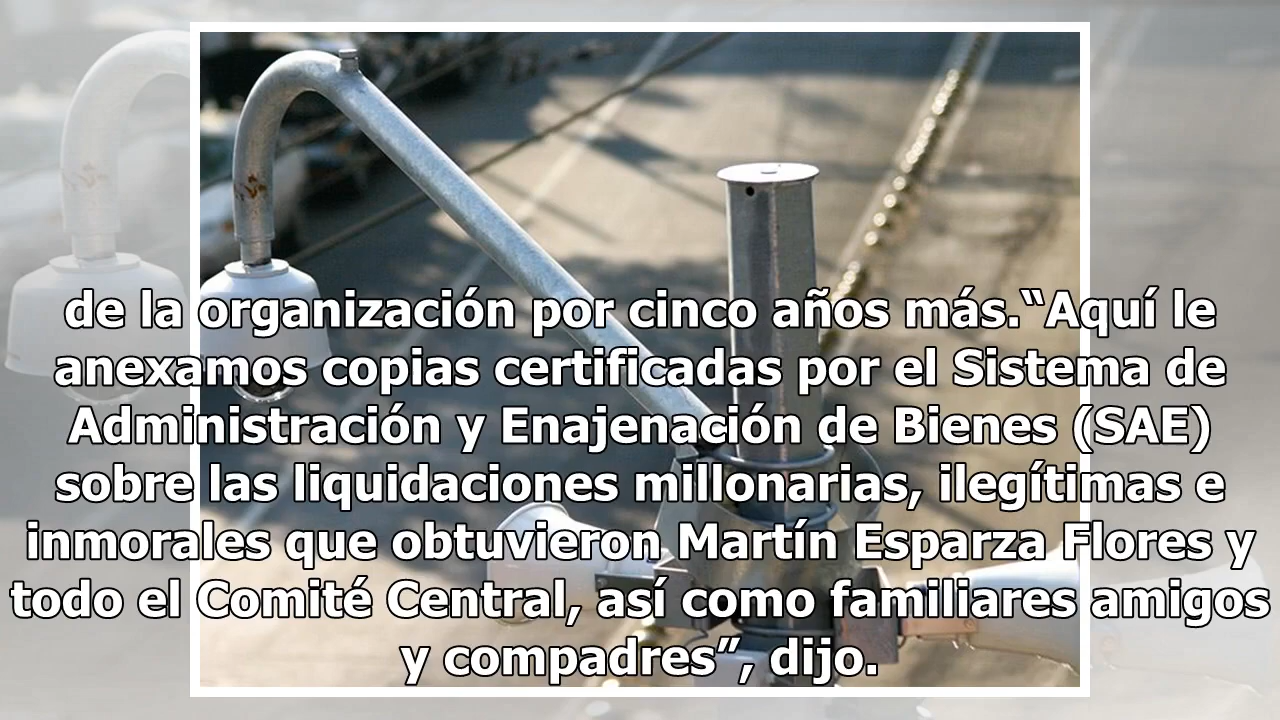 de la organización por cinco años más.“Aquí le
anexamos copias certificadas por el Sistema de
Administración y Enajenación de Bienes (SAE)
sobre las liquidaciones millonarias, ilegítimas e
inmorales que obtuvieron Martín Esparza Flores y
todo el Comité Central, así como familiares amigos
y compadres”, dijo.